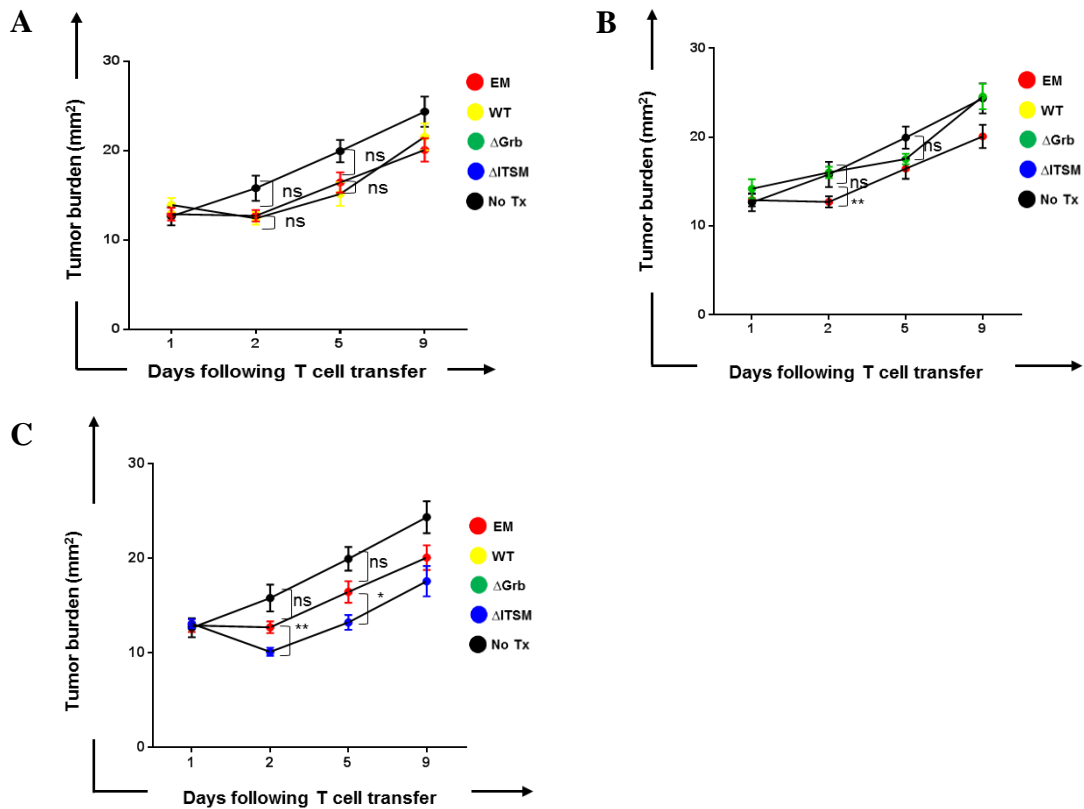 A
Tumor burden (mm²)
30
20
10
0
ns
ns
ns
ns
1 2 5 9
Days following T cell transfer
EM
WT
ΔGrb
ΔITSM
No Tx
B
Tumor burden (mm²)
30
20
10
0
ns
ns
**
1 2 5 9
Days following T cell transfer
EM
WT
ΔGrb
ΔITSM
No Tx
C
Tumor burden (mm²)
30
20
10
0
ns
ns
**
*
1 2 5 9
Days following T cell transfer
EM
WT
ΔGrb
ΔITSM
No Tx